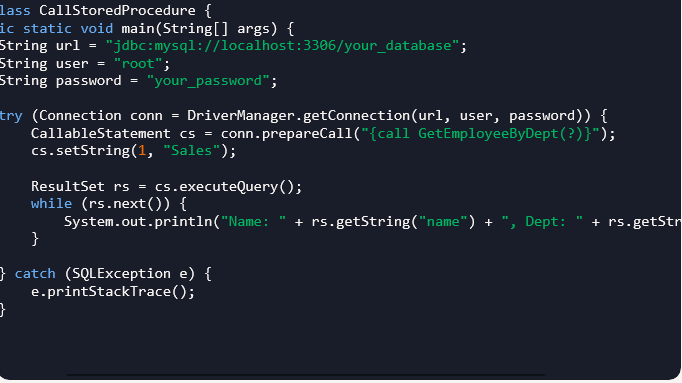 lass CallStoredProcedure {
ic static void main(String[] args) {
String url = "jdbc:mysql://localhost:3306/your_database";
String user = "root";
String password = "your_password";
try (Connection conn = DriverManager.getConnection(url, user, password)) {
CallableStatement cs = conn.prepareCall("{call GetEmployeeByDept(?)}");
cs.setString(1, "Sales");
ResultSet rs = cs.executeQuery();
while (rs.next()) {
System.out.println("Name: " + rs.getString("name") + ", Dept: " + rs.getStr
}
} catch (SQLException e) {
e.printStackTrace();
}